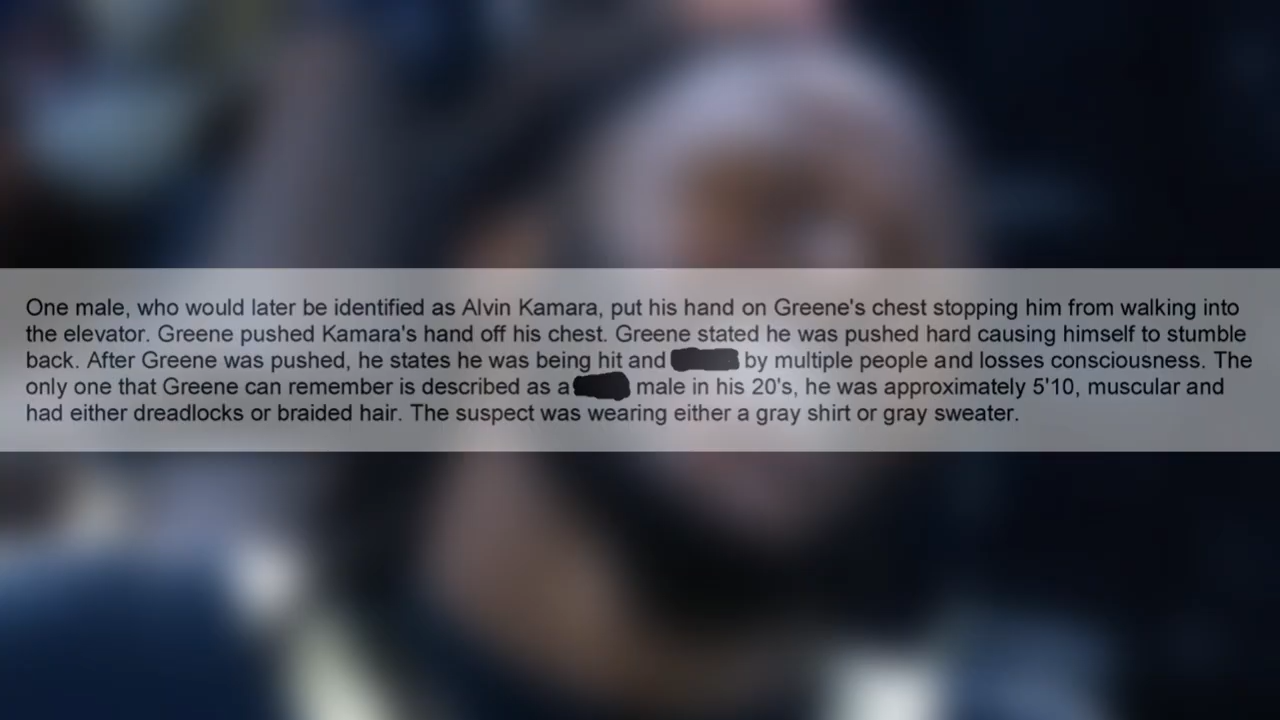 One male, who would later be identified as Alvin Kamara, put his hand on Greene's chest stopping him from walking into
the elevator. Greene pushed Kamara's hand off his chest. Greene stated he was pushed hard causing himself to stumble
back. After Greene was pushed, he states he was being hit and by multiple people and losses consciousness. The
only one that Greene can remember is described as a male in his 20's, he was approximately 5'10, muscular and
had either dreadlocks or braided hair. The suspect was wearing either a gray shirt or gray sweater.